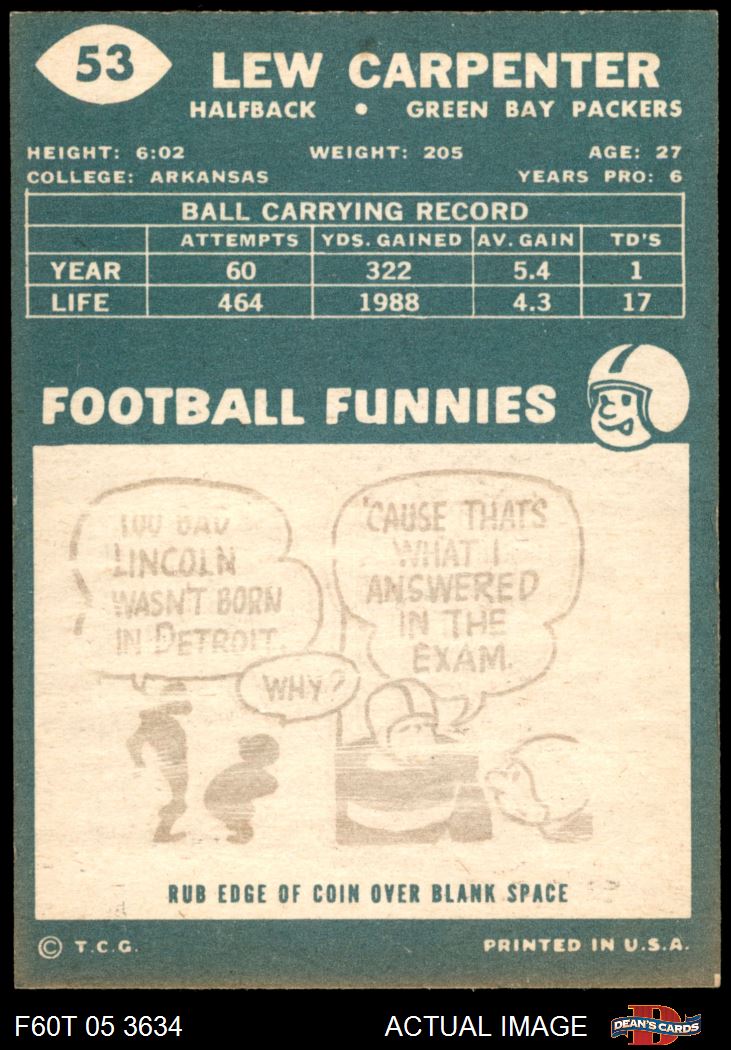 53
LEW CARPENTER
HALFBACK • GREEN BAY PACKERS
HEIGHT: 6:02 WEIGHT: 205 AGE: 27
COLLEGE: ARKANSAS YEARS PRO: 6
BALL CARRYING RECORD
ATTEMPTS YDS. GAINED AV. GAIN TD'S
YEAR 60 322 5.4 1
LIFE 464 1988 4.3 17
FOOTBALL FUNNIES
TOO BAD
LINCOLN
WASN'T BORN
IN DETROIT.
WHY?
'CAUSE THAT'S
WHAT I
ANSWERED
IN THE
EXAM.
RUB EDGE OF COIN OVER BLANK SPACE
© T.C.G. PRINTED IN U.S.A.
F60T 05 3634 ACTUAL IMAGE
D
DEAN'S CARDS